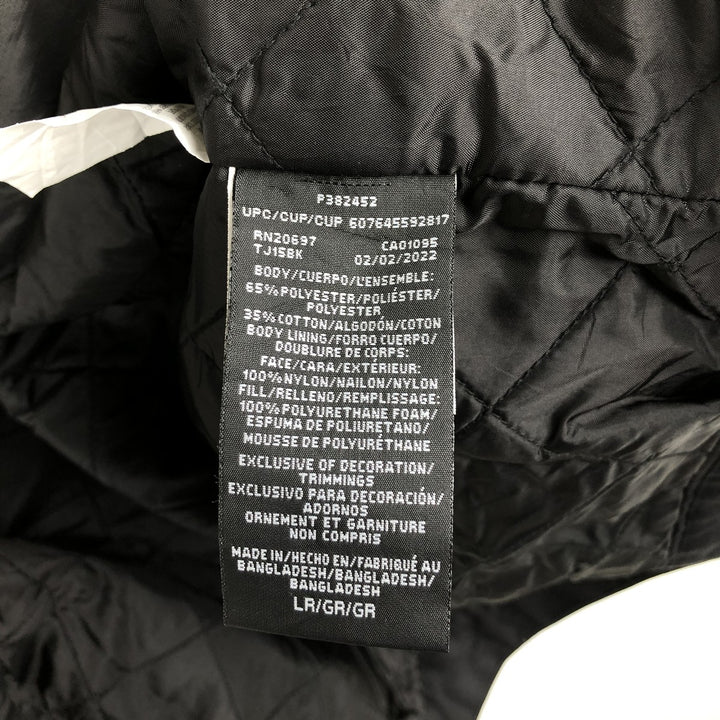 P382452
UPC/CUP/CUP 607645592817
RN20697 CA01095
TJ15BK 02/02/2022
BODY/CUERPO/L'ENSEMBLE:
65% POLYESTER/POLIÉSTER/
POLYESTER
35% COTTON/ALGODÓN/COTON
BODY LINING/FORRO CUERPO/
DOUBLURE DE CORPS:
FACE/CARA/EXTÉRIEUR:
100% NYLON/NAILON/NYLON
FILL/RELLENO/REMPLISSAGE:
100% POLYURETHANE FOAM/
ESPUMA DE POLIURETANO/
MOUSSE DE POLYURÉTHANE
EXCLUSIVE OF DECORATION/
TRIMMINGS
EXCLUSIVO PARA DECORACIÓN/
ADORNOS
ORNEMENT ET GARNITURE
NON COMPRIS
MADE IN/HECHO EN/FABRIQUÉ AU
BANGLADESH/BANGLADESH/
BANGLADESH
LR/GR/GR